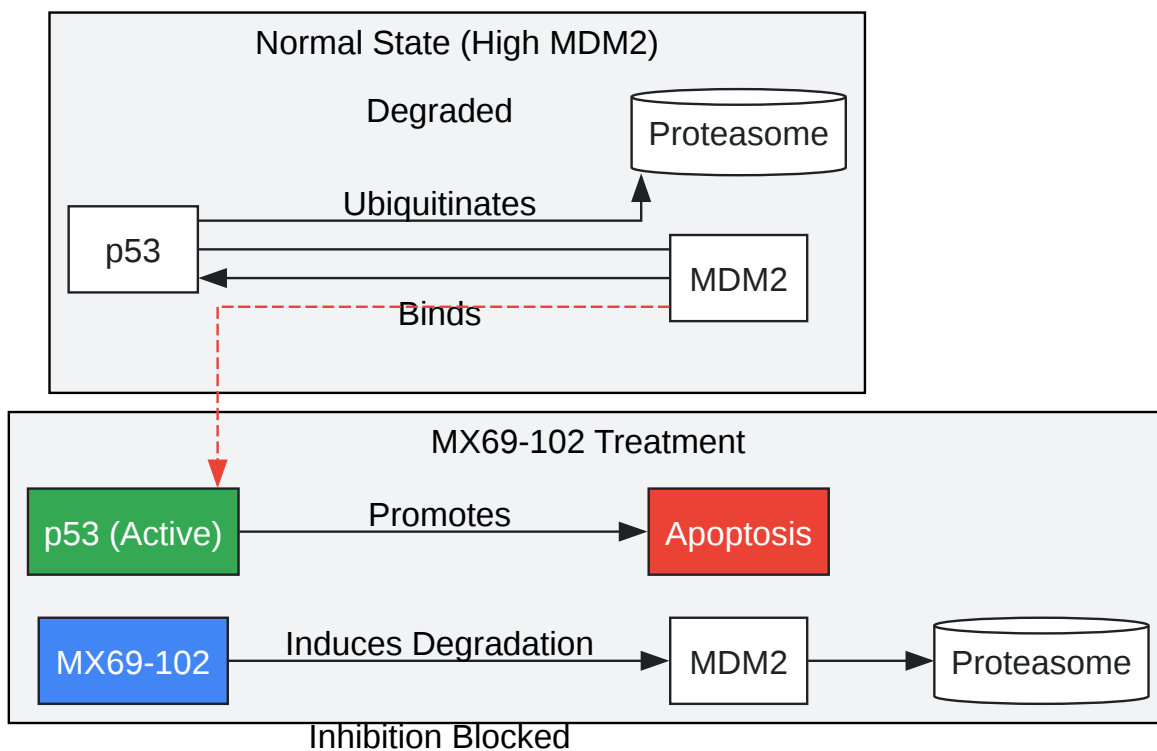 Normal State (High MDM2)
Degraded
Proteasome
Ubiquitinates
p53
MDM2
Binds
MX69-102 Treatment
p53 (Active)
Promotes
Apoptosis
MX69-102
Induces Degradation
MDM2
Proteasome
Inhibition Blocked